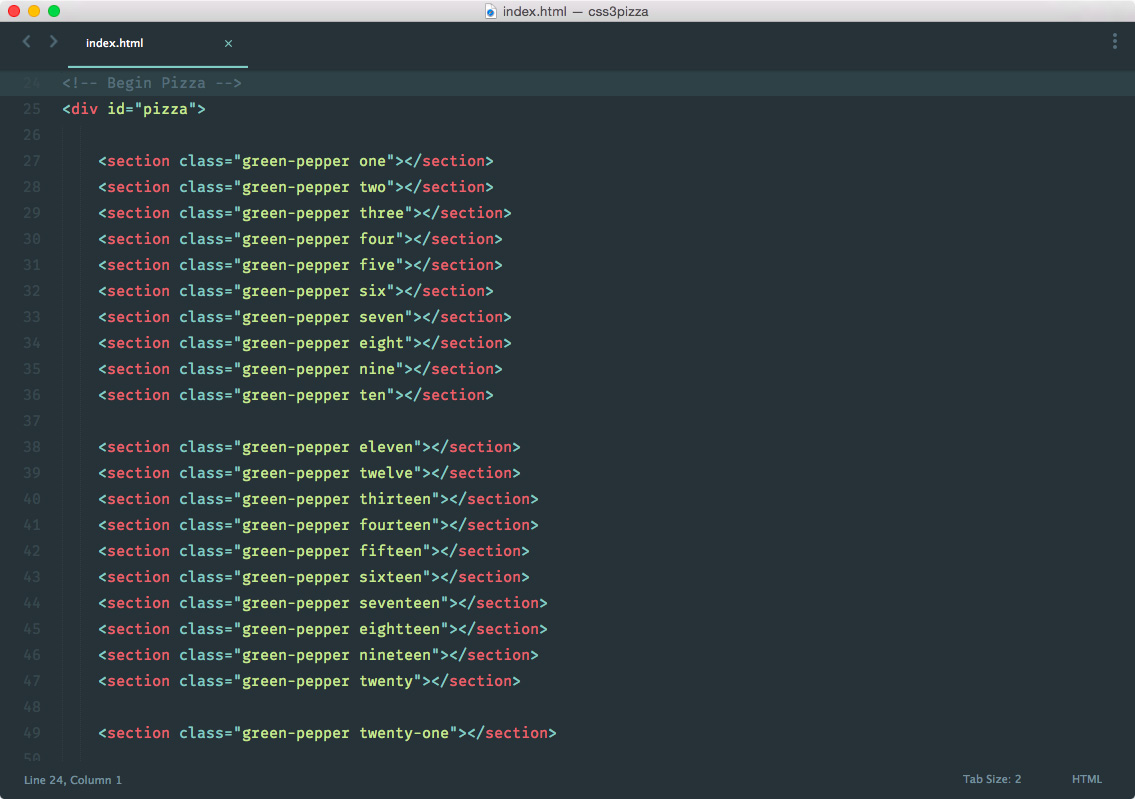 index.html — css3pizza
index.html ×
24 <!-- Begin Pizza -->
25 <div id="pizza">
26
27 <section class="green-pepper one"></section>
28 <section class="green-pepper two"></section>
29 <section class="green-pepper three"></section>
30 <section class="green-pepper four"></section>
31 <section class="green-pepper five"></section>
32 <section class="green-pepper six"></section>
33 <section class="green-pepper seven"></section>
34 <section class="green-pepper eight"></section>
35 <section class="green-pepper nine"></section>
36 <section class="green-pepper ten"></section>
37
38 <section class="green-pepper eleven"></section>
39 <section class="green-pepper twelve"></section>
40 <section class="green-pepper thirteen"></section>
41 <section class="green-pepper fourteen"></section>
42 <section class="green-pepper fifteen"></section>
43 <section class="green-pepper sixteen"></section>
44 <section class="green-pepper seventeen"></section>
45 <section class="green-pepper eightteen"></section>
46 <section class="green-pepper nineteen"></section>
47 <section class="green-pepper twenty"></section>
48
49 <section class="green-pepper twenty-one"></section>
50
Line 24, Column 1 Tab Size: 2 HTML